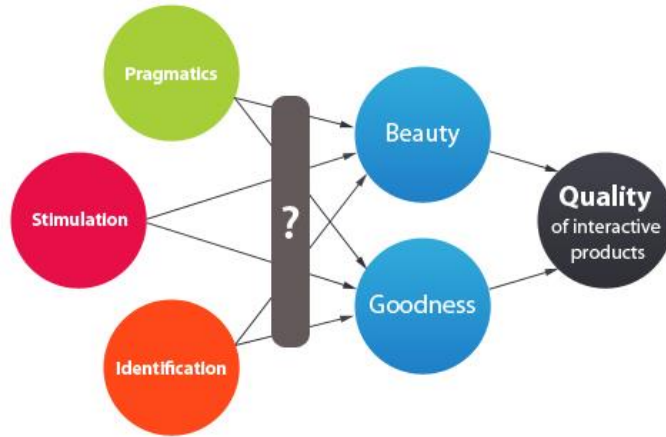 Pragmatics
Stimulation
Identification
?
Beauty
Goodness
Quality
of interactive
products